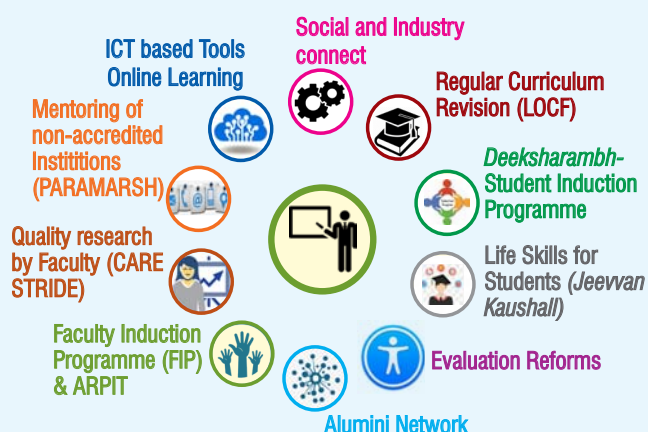 Social and Industry
connect
ICT based Tools
Online Learning
Regular Curriculum
Revision (LOCF)
Mentoring of
non-accredited
Instititions
(PARAMARSH)
Deeksharambh-
Student Induction
Programme
Quality research
by Faculty (CARE
STRIDE)
Life Skills for
Students (Jeevvan
Kaushall)
Faculty Induction
Programme (FIP)
& ARPIT
Evaluation Reforms
Alumini Network